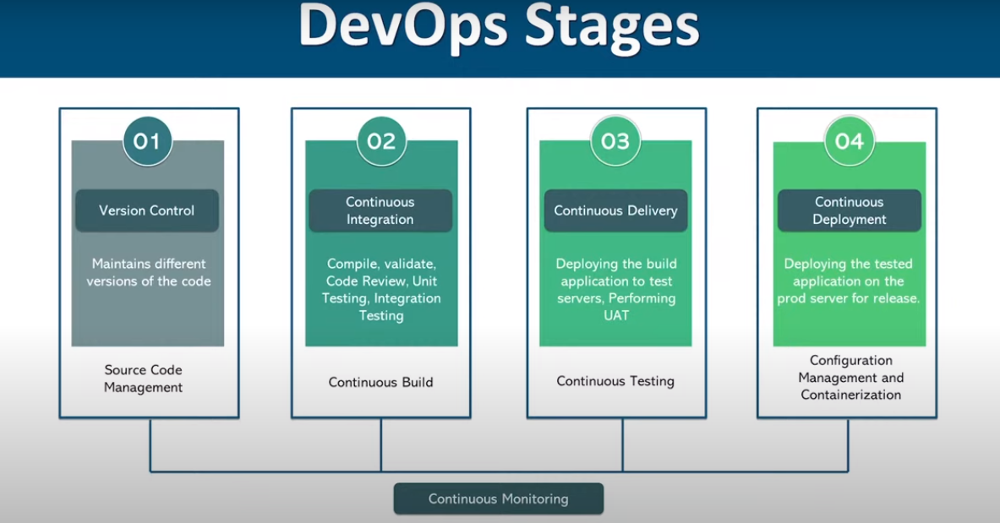 DevOps Stages
01
Version Control
Maintains different
versions of the code
Source Code
Management
02
Continuous
Integration
Compile, validate,
Code Review, Unit
Testing, Integration
Testing
Continuous Build
03
Continuous Delivery
Deploying the build
application to test
servers, Performing
UAT
Continuous Testing
04
Continuous
Deployment
Deploying the tested
application on the
prod server for release.
Configuration
Management and
Containerization
Continuous Monitoring